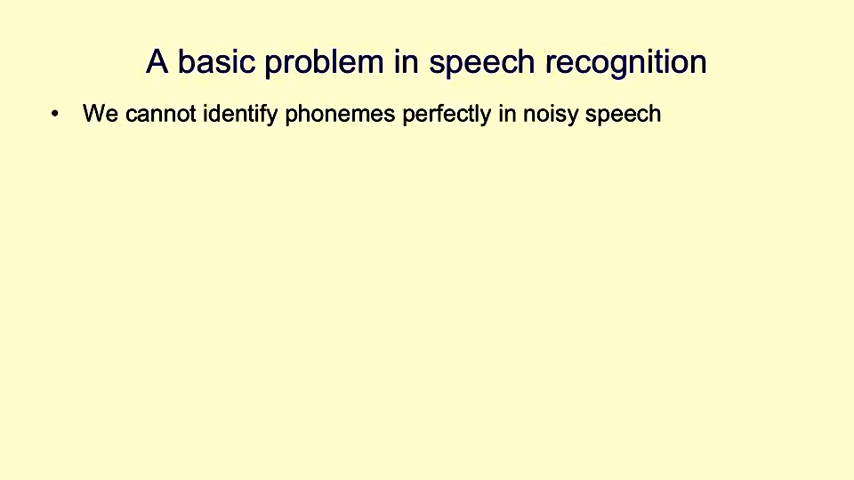 A basic problem in speech recognition
• We cannot identify phonemes perfectly in noisy speech